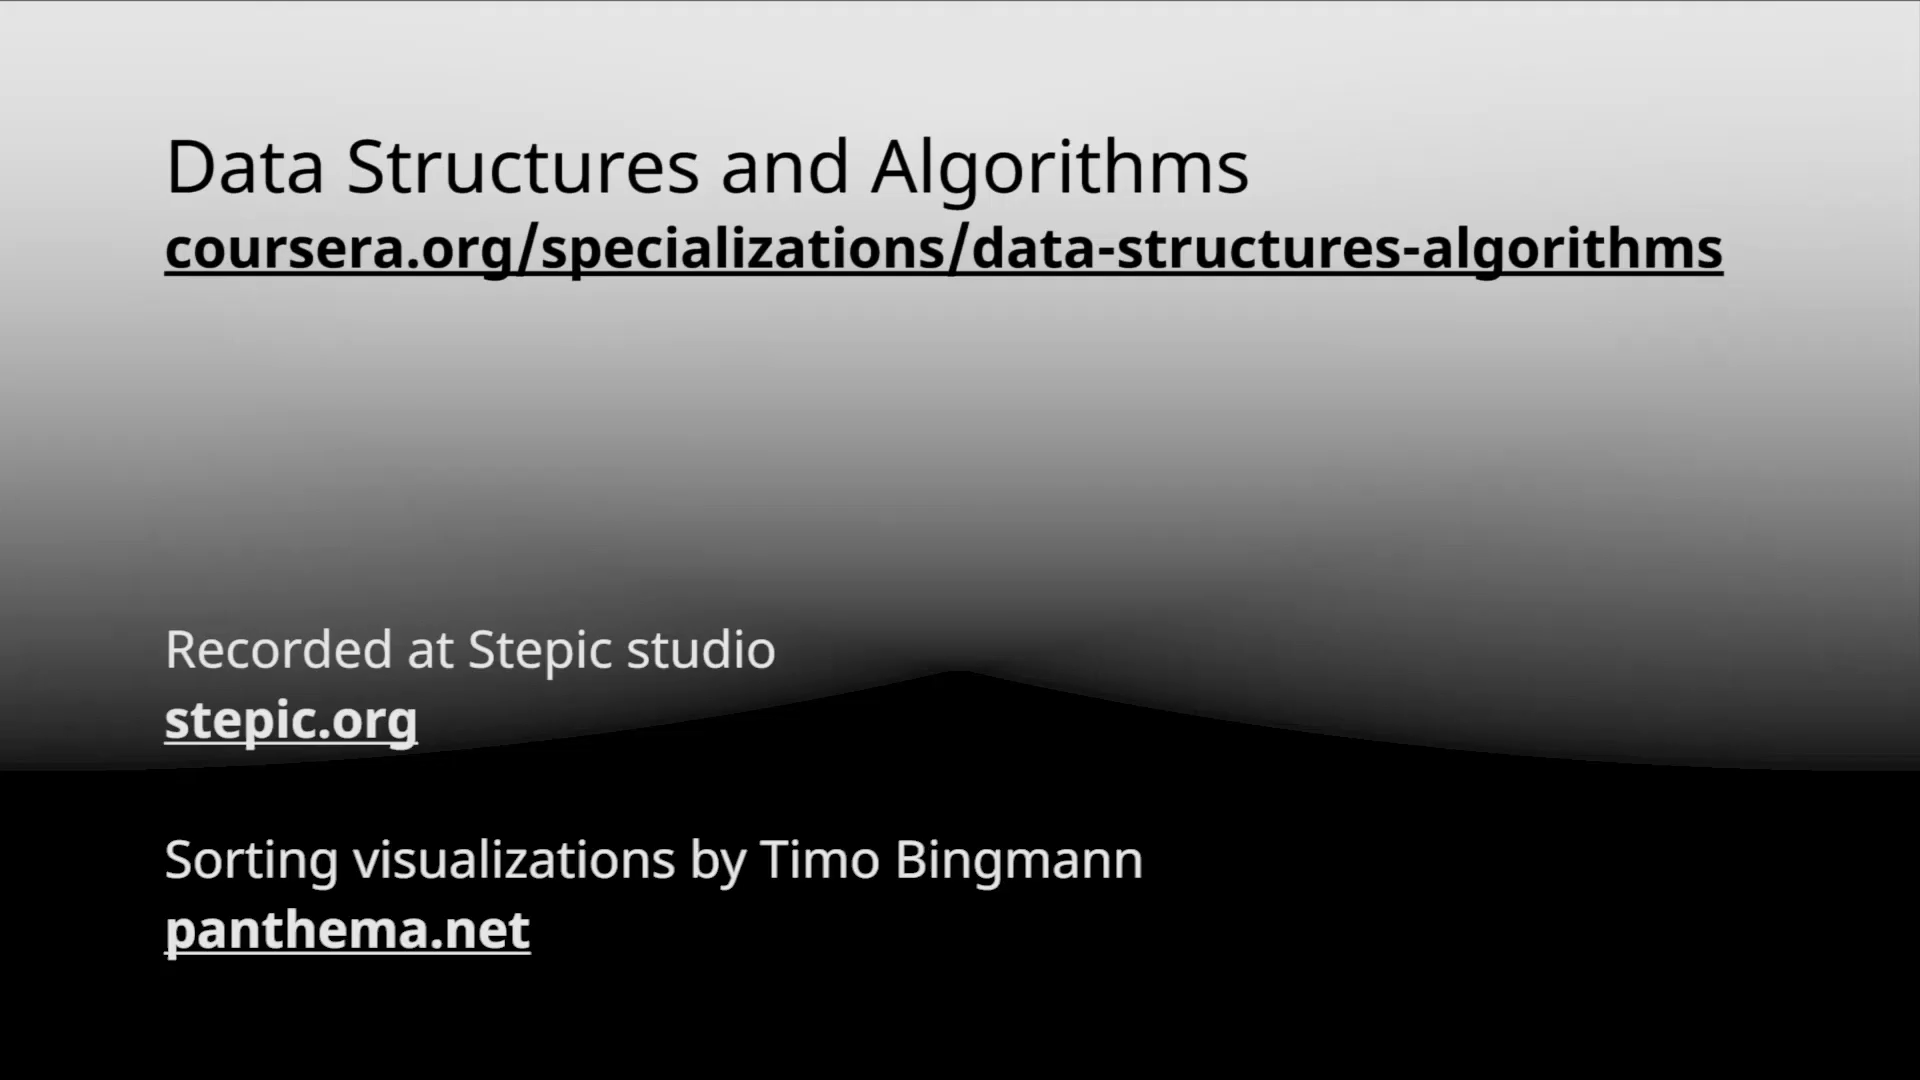 Data Structures and Algorithms
coursera.org/specializations/data-structures-algorithms
Recorded at Stepic studio
stepic.org
Sorting visualizations by Timo Bingmann
panthema.net